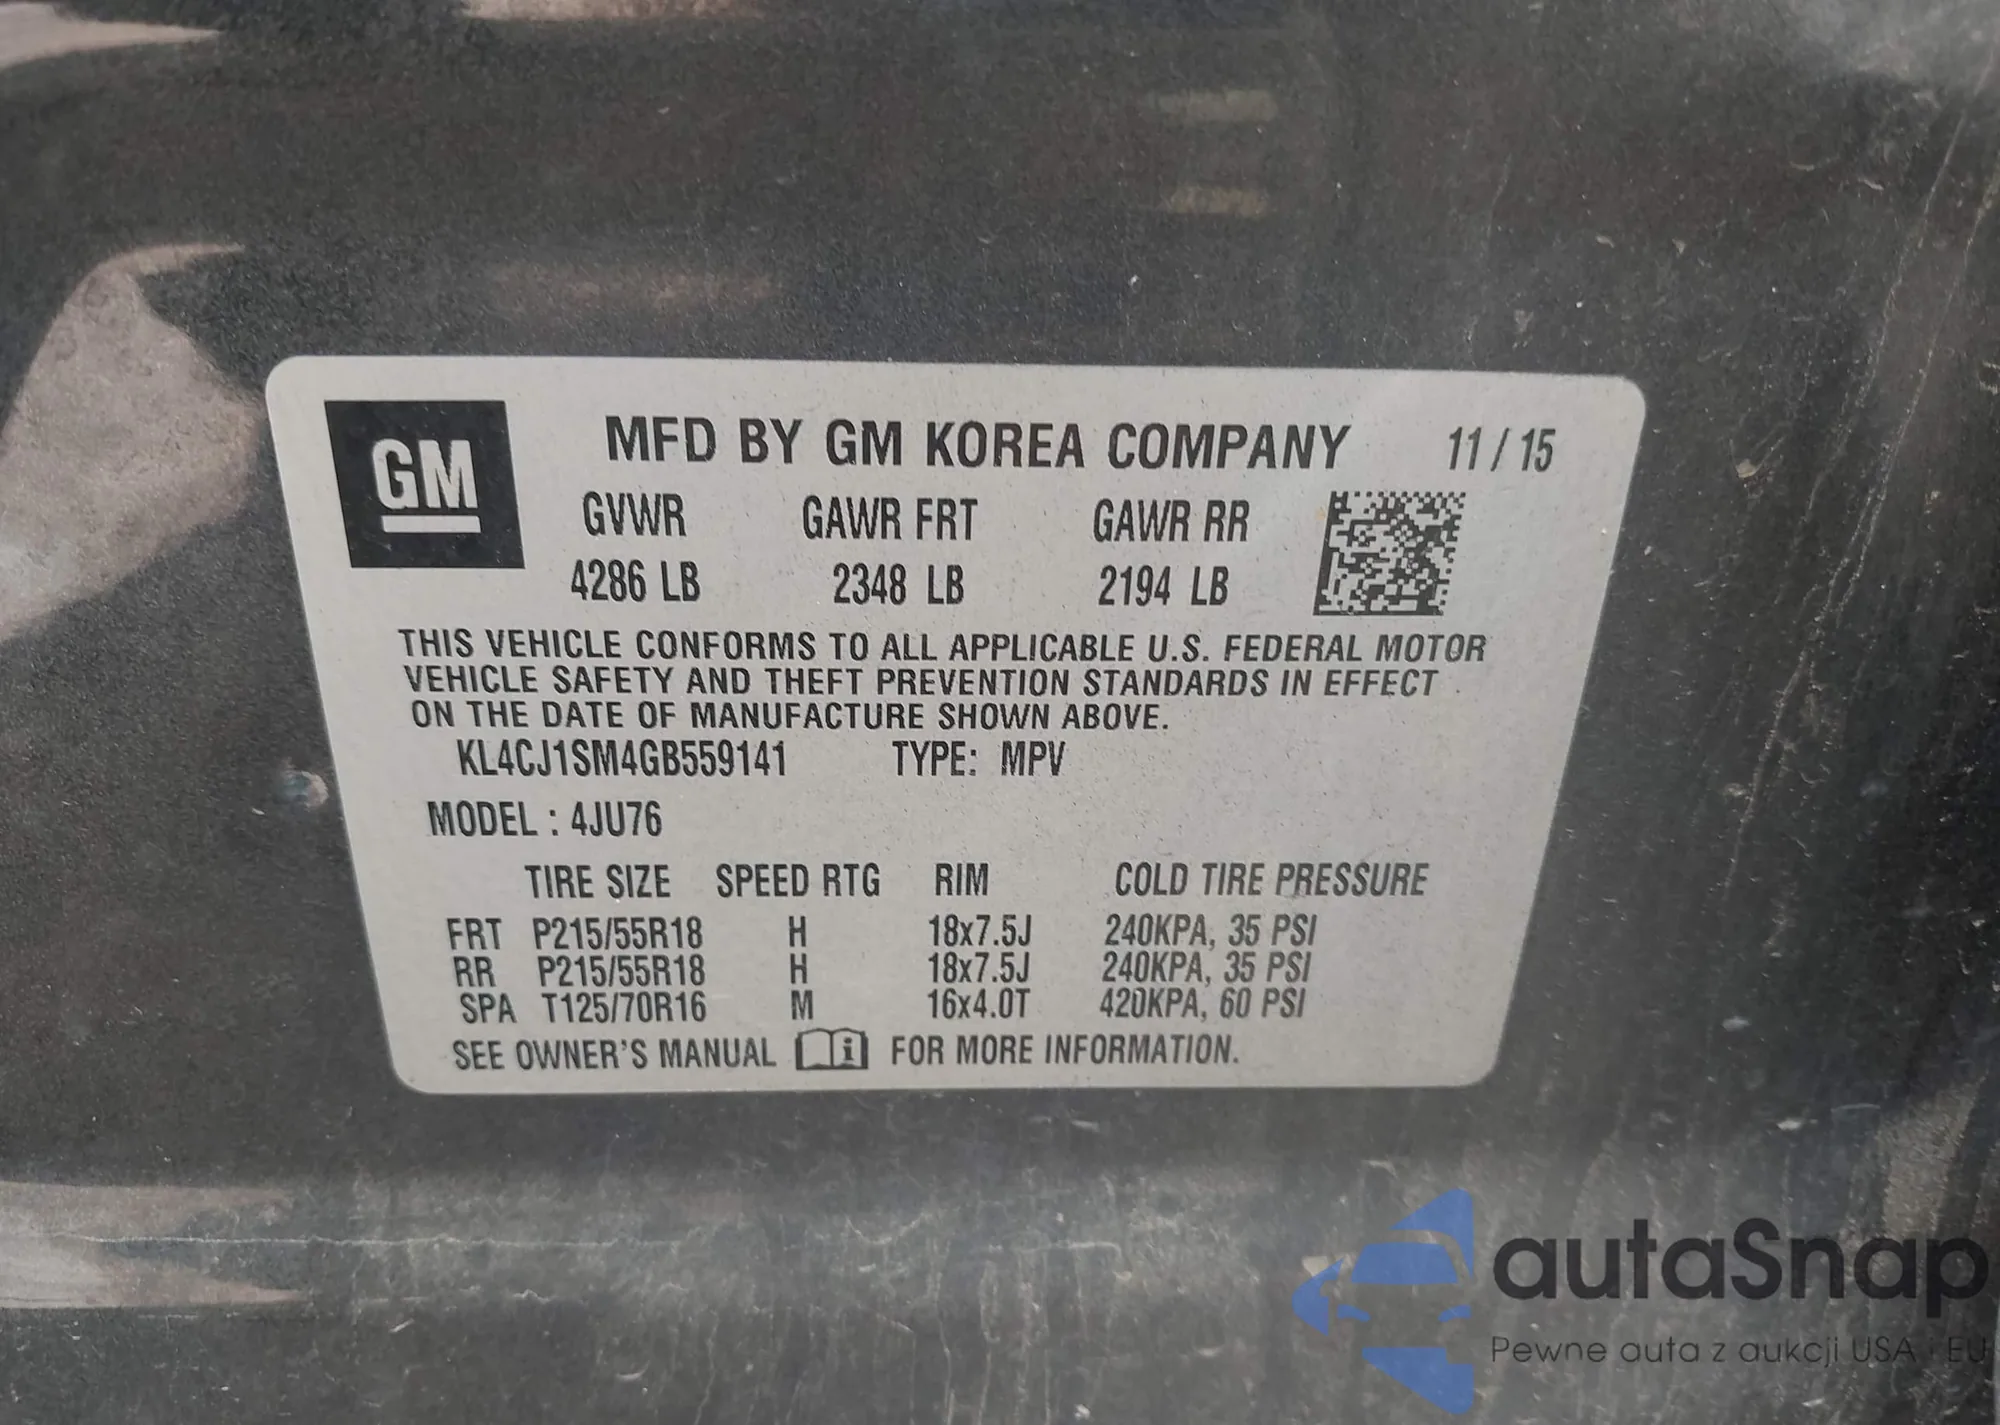 GM
MFD BY GM KOREA COMPANY 11 / 15
GVWR GAWR FRT GAWR RR
4286 LB 2348 LB 2194 LB
THIS VEHICLE CONFORMS TO ALL APPLICABLE U.S. FEDERAL MOTOR
VEHICLE SAFETY AND THEFT PREVENTION STANDARDS IN EFFECT
ON THE DATE OF MANUFACTURE SHOWN ABOVE.
KL4CJ1SM4GB559141 TYPE: MPV
MODEL : 4JU76
TIRE SIZE SPEED RTG RIM COLD TIRE PRESSURE
FRT P215/55R18 H 18x7.5J 240KPA, 35 PSI
RR P215/55R18 H 18x7.5J 240KPA, 35 PSI
SPA T125/70R16 M 16x4.0T 420KPA, 60 PSI
SEE OWNER'S MANUAL i FOR MORE INFORMATION.
autaSnap
Pewne auta z aukcji USA i EU